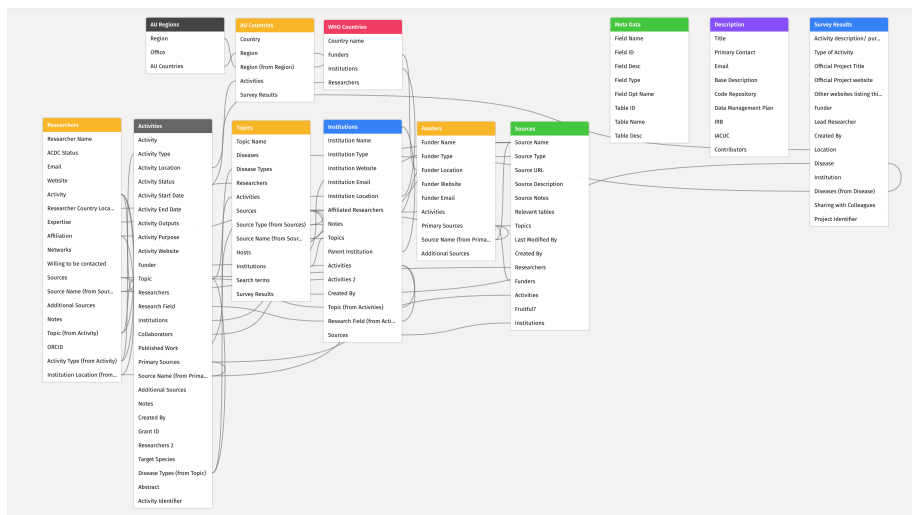 AU Regions
Region
Office
AU Countries
AU Countries
Country
Region
Region (from Region)
Activities
Survey Results
WHO Countries
Country name
Funders
Institutions
Researchers
Meta Data
Field Name
Field ID
Field Desc
Field Type
Field Opt Name
Table ID
Table Name
Table Desc
Description
Title
Primary Contact
Email
Base Description
Code Repository
Data Management Plan
IRB
IACUC
Contributors
Survey Results
Activity description/ pur...
Type of Activity
Official Project Title
Official Project website
Other websites listing thi...
Funder
Lead Researcher
Created By
Location
Disease
Institution
Diseases (from Disease)
Sharing with Colleagues
Project Identifier
Researchers
Researcher Name
ACDC Status
Email
Website
Activity
Researcher Country Loca...
Expertise
Affiliation
Networks
Willing to be contacted
Sources
Source Name (from Sour...
Additional Sources
Notes
Topic (from Activity)
ORCID
Activity Type (from Activity)
Institution Location (from...
Activities
Activity
Activity Type
Activity Location
Activity Status
Activity Start Date
Activity End Date
Activity Outputs
Activity Purpose
Activity Website
Funder
Topic
Researchers
Research Field
Institutions
Collaborators
Published Work
Primary Sources
Source Name (from Prima...
Additional Sources
Notes
Created By
Grant ID
Researchers 2
Target Species
Disease Types (from Topic)
Abstract
Activity Identifier
Topics
Topic Name
Diseases
Disease Types
Researchers
Activities
Sources
Source Type (from Sources)
Source Name (from Sour...
Hosts
Institutions
Search terms
Survey Results
Institutions
Institution Name
Institution Type
Institution Website
Institution Email
Institution Location
Affiliated Researchers
Notes
Topics
Parent Institution
Activities
Activities 2
Created By
Topic (from Activities)
Research Field (from Acti...
Sources
Funders
Funder Name
Funder Type
Funder Location
Funder Website
Funder Email
Activities
Primary Sources
Source Name (from Prima...
Additional Sources
Sources
Source Name
Source Type
Source URL
Source Description
Source Notes
Relevant tables
Topics
Last Modified By
Created By
Researchers
Funders
Activities
Fruitful?
Institutions